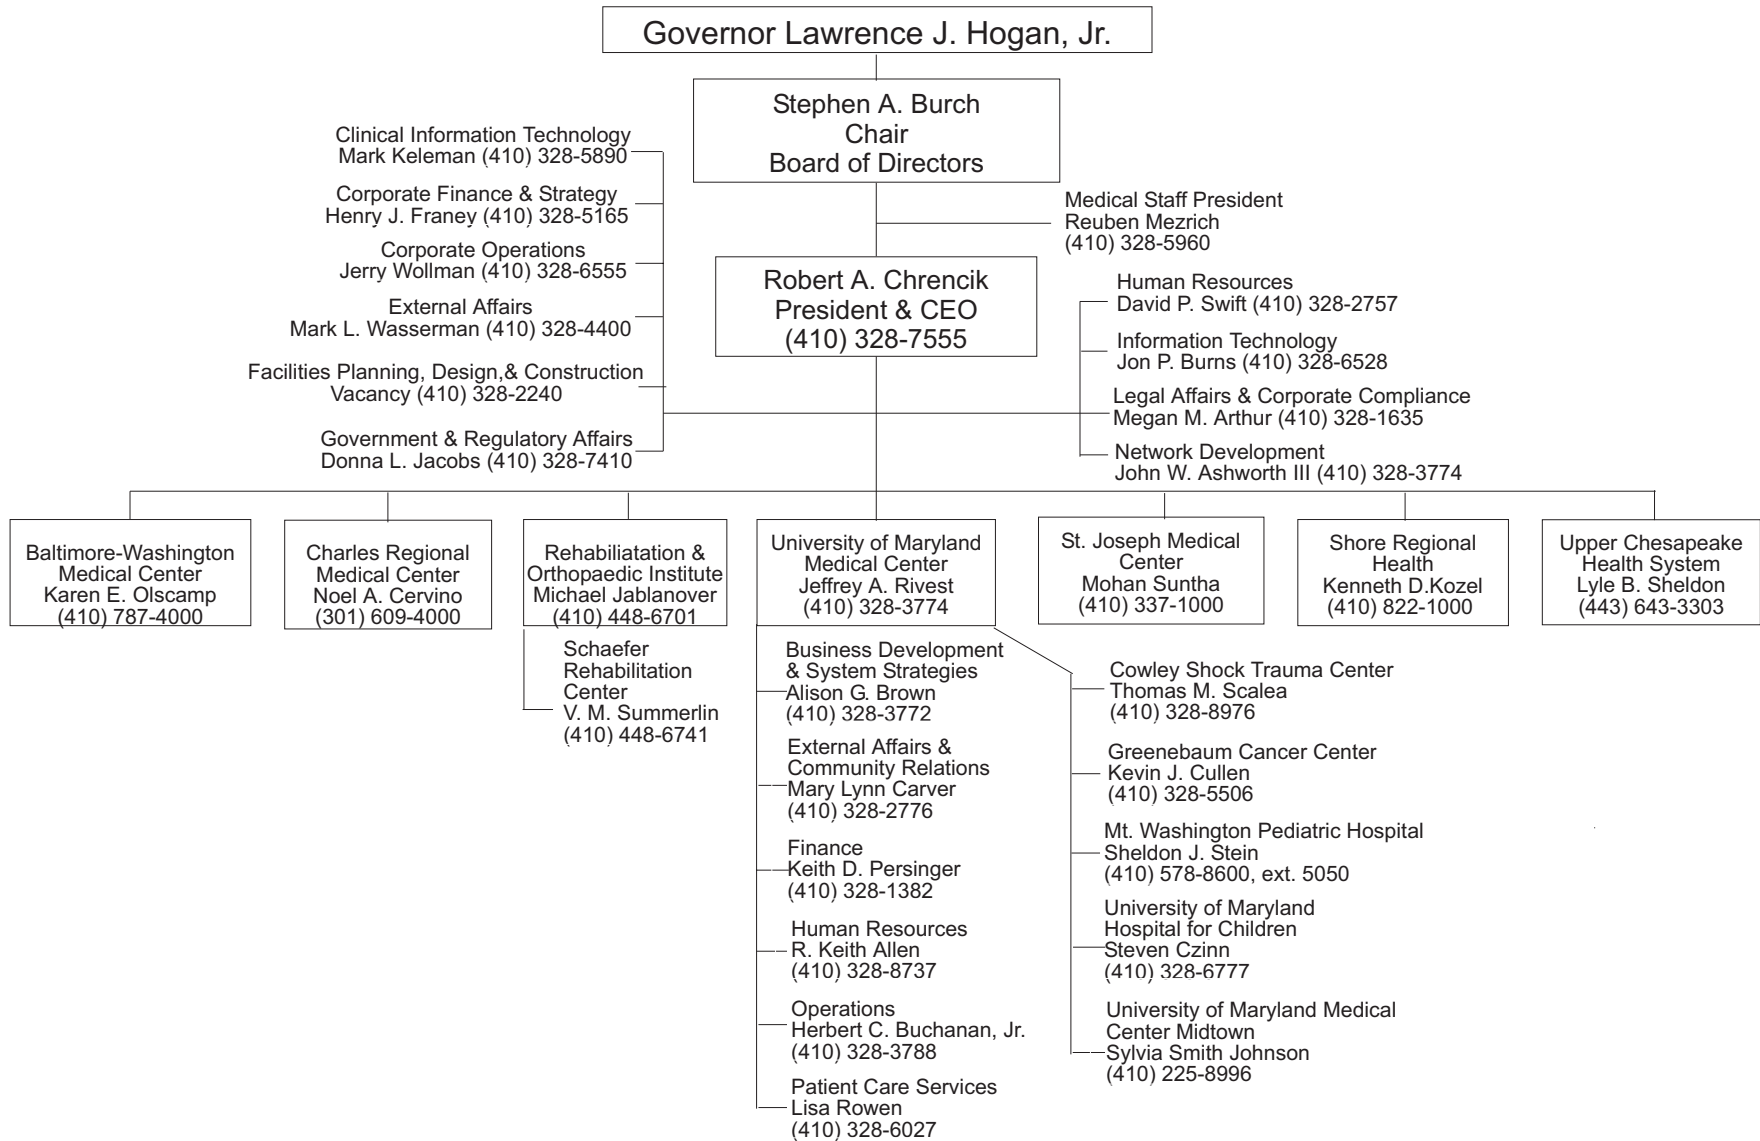 Governor Lawrence J. Hogan, Jr.
Stephen A. Burch
Chair
Board of Directors
Clinical Information Technology
Mark Keleman (410) 328-5890
Corporate Finance & Strategy
Henry J. Franey (410) 328-5165
Corporate Operations
Jerry Wollman (410) 328-6555
External Affairs
Mark L. Wasserman (410) 328-4400
Facilities Planning, Design,& Construction
Vacancy (410) 328-2240
Government & Regulatory Affairs
Donna L. Jacobs (410) 328-7410
Medical Staff President
Reuben Mezrich
(410) 328-5960
Robert A. Chrencik
President & CEO
(410) 328-7555
Human Resources
David P. Swift (410) 328-2757
Information Technology
Jon P. Burns (410) 328-6528
Legal Affairs & Corporate Compliance
Megan M. Arthur (410) 328-1635
Network Development
John W. Ashworth III (410) 328-3774
Baltimore-Washington
Medical Center
Karen E. Olscamp
(410) 787-4000
Charles Regional
Medical Center
Noel A. Cervino
(301) 609-4000
Rehabiliatation &
Orthopaedic Institute
Michael Jablanover
(410) 448-6701
Schaefer
Rehabilitation
Center
V. M. Summerlin
(410) 448-6741
University of Maryland
Medical Center
Jeffrey A. Rivest
(410) 328-3774
Business Development
& System Strategies
Alison G. Brown
(410) 328-3772
External Affairs &
Community Relations
Mary Lynn Carver
(410) 328-2776
Finance
Keith D. Persinger
(410) 328-1382
Human Resources
R. Keith Allen
(410) 328-8737
Operations
Herbert C. Buchanan, Jr.
(410) 328-3788
Patient Care Services
Lisa Rowen
(410) 328-6027
Cowley Shock Trauma Center
Thomas M. Scalea
(410) 328-8976
Greenebaum Cancer Center
Kevin J. Cullen
(410) 328-5506
Mt. Washington Pediatric Hospital
Sheldon J. Stein
(410) 578-8600, ext. 5050
University of Maryland
Hospital for Children
Steven Czinn
(410) 328-6777
University of Maryland Medical
Center Midtown
Sylvia Smith Johnson
(410) 225-8996
St. Joseph Medical
Center
Mohan Suntha
(410) 337-1000
Shore Regional
Health
Kenneth D.Kozel
(410) 822-1000
Upper Chesapeake
Health System
Lyle B. Sheldon
(443) 643-3303